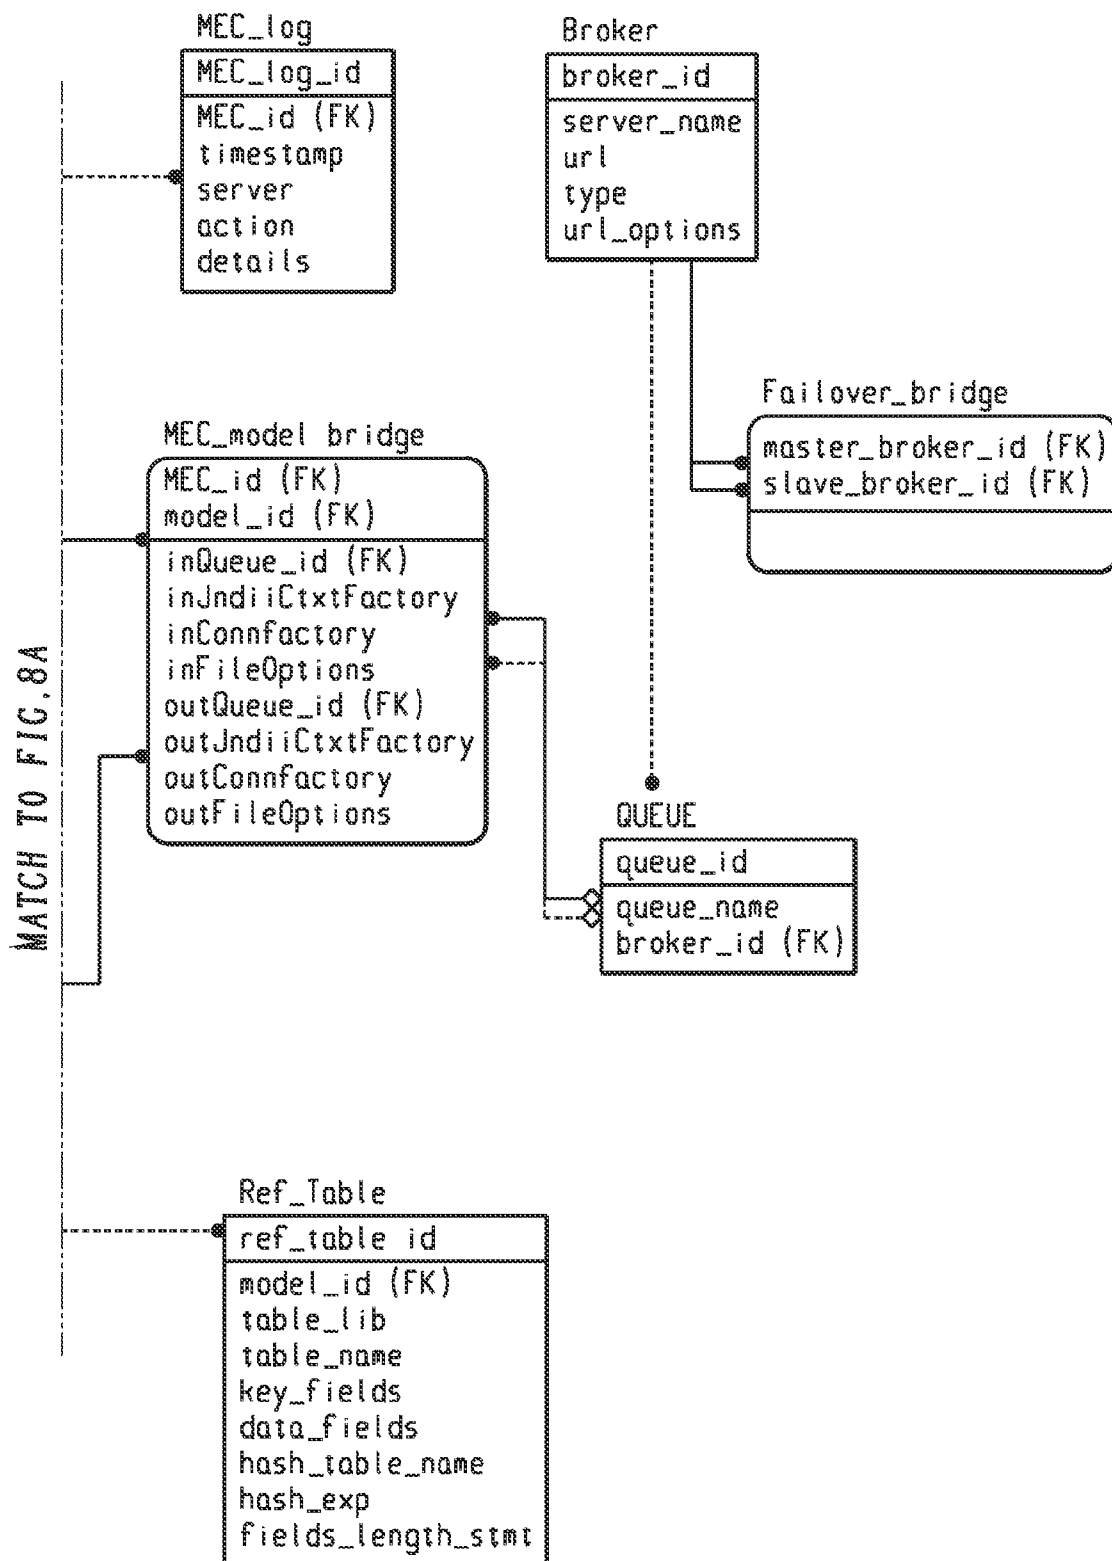 MEC_log
MEC_log_id
MEC_id (FK)
timestamp
server
action
details
Broker
broker_id
server_name
url
type
url_options
Failover_bridge
master_broker_id (FK)
slave_broker_id (FK)
MEC_model bridge
MEC_id (FK)
model_id (FK)
inQueue_id (FK)
inJndiiCtxtFactory
inConnfactory
inFileOptions
outQueue_id (FK)
outJndiiCtxtFactory
outConnfactory
outFileOptions
MATCH TO FIG.8A
QUEUE
queue_id
queue_name
broker_id (FK)
Ref_Table
ref_table id
model_id (FK)
table_lib
table_name
key_fields
data_fields
hash_table_name
hash_exp
fields_length_stmt